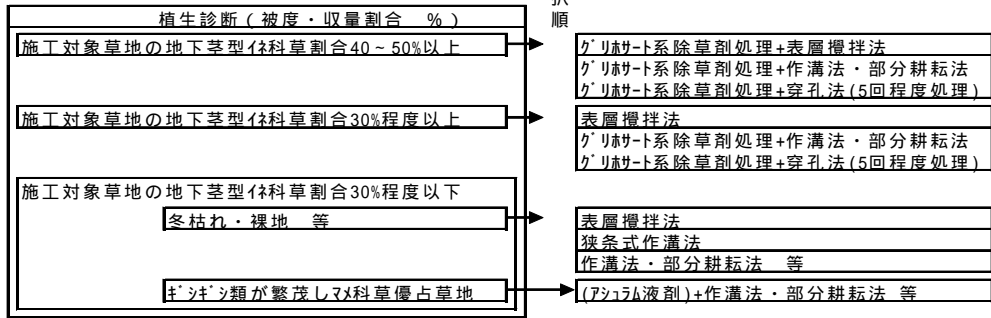 択
順
植生診断(被度・収量割合 %)
施工対象草地の地下茎型イネ科草割合40~50%以上
グリホサート系除草剤処理+表層攪拌法
グリホサート系除草剤処理+作溝法・部分耕耘法
グリホサート系除草剤処理+穿孔法(5回程度処理)
施工対象草地の地下茎型イネ科草割合30%程度以上
表層攪拌法
グリホサート系除草剤処理+作溝法・部分耕耘法
グリホサート系除草剤処理+穿孔法(5回程度処理)
施工対象草地の地下茎型イネ科草割合30%程度以下
冬枯れ・裸地 等
表層攪拌法
狭条式作溝法
作溝法・部分耕耘法 等
ギシギシ類が繁茂しマメ科草優占草地
(アシュラム液剤)+作溝法・部分耕耘法 等